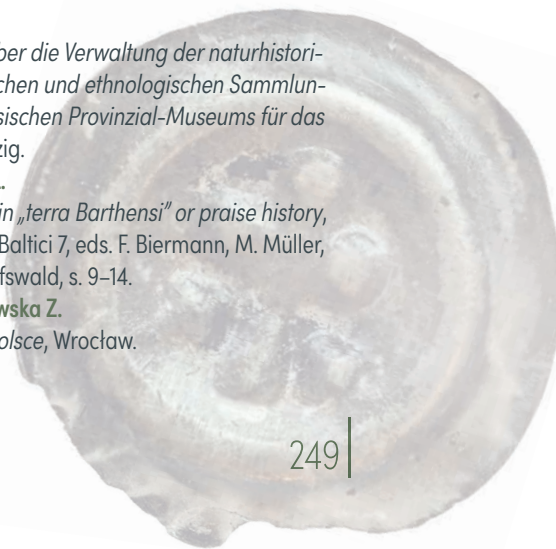 ber die Verwaltung der naturhistori-
chen und ethnologischen Sammlun-
sischen Provinzial-Museums für das
zig.
in „terra Barthensi” or praise history,
Baltici 7, eds. F. Biermann, M. Müller,
fswald, s. 9–14.
wska Z.
olsce, Wrocław.
249